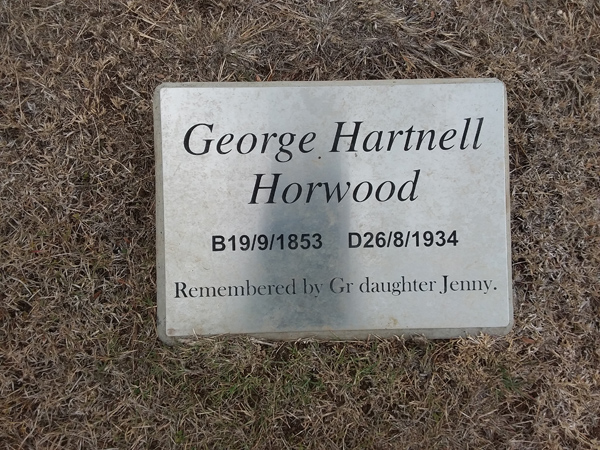 George Hartnell
Horwood
B19/9/1853 D26/8/1934
Remembered by Gr daughter Jenny.